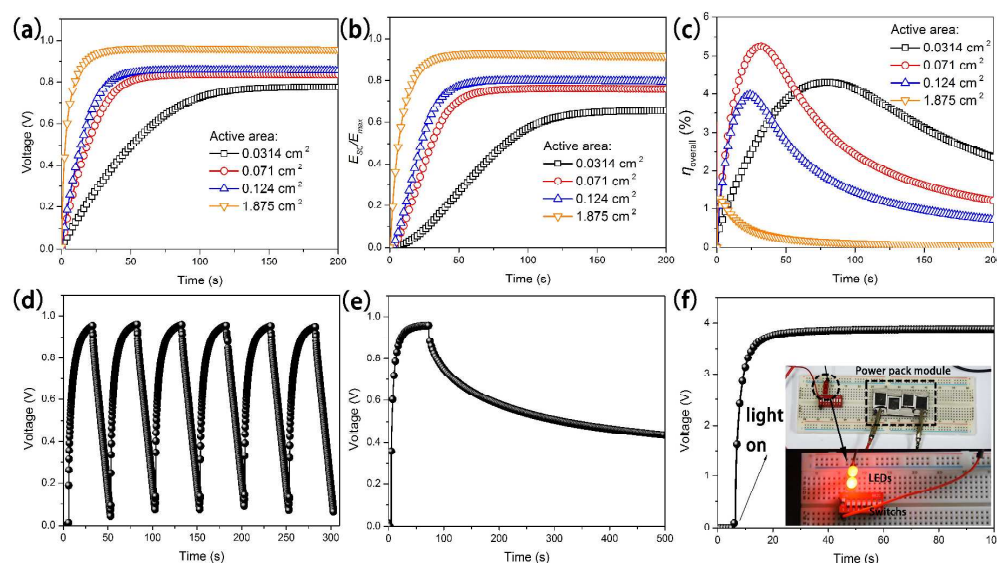 (a)
Voltage (V)
1.0
0.8
0.6
0.4
0.2
0.0
Active area:
0.0314 cm²
0.071 cm²
0.124 cm²
1.875 cm²
0 50 100 150 200
Time (s)
(b)
E_SC/E_max
1.0
0.8
0.6
0.4
0.2
0.0
Active area:
0.0314 cm²
0.071 cm²
0.124 cm²
1.875 cm²
0 50 100 150 200
Time (s)
(c)
η_overall (%)
6
5
4
3
2
1
0
Active area:
0.0314 cm²
0.071 cm²
0.124 cm²
1.875 cm²
0 50 100 150 200
Time (s)
(d)
Voltage (V)
1.0
0.8
0.6
0.4
0.2
0.0
0 50 100 150 200 250 300
Time (s)
(e)
Voltage (V)
1.0
0.8
0.6
0.4
0.2
0.0
0 100 200 300 400 500
Time (s)
(f)
Voltage (V)
5
4
3
2
1
0
light
on
Power pack module
LEDs
Switchs
0 20 40 60 80 100
Time (s)